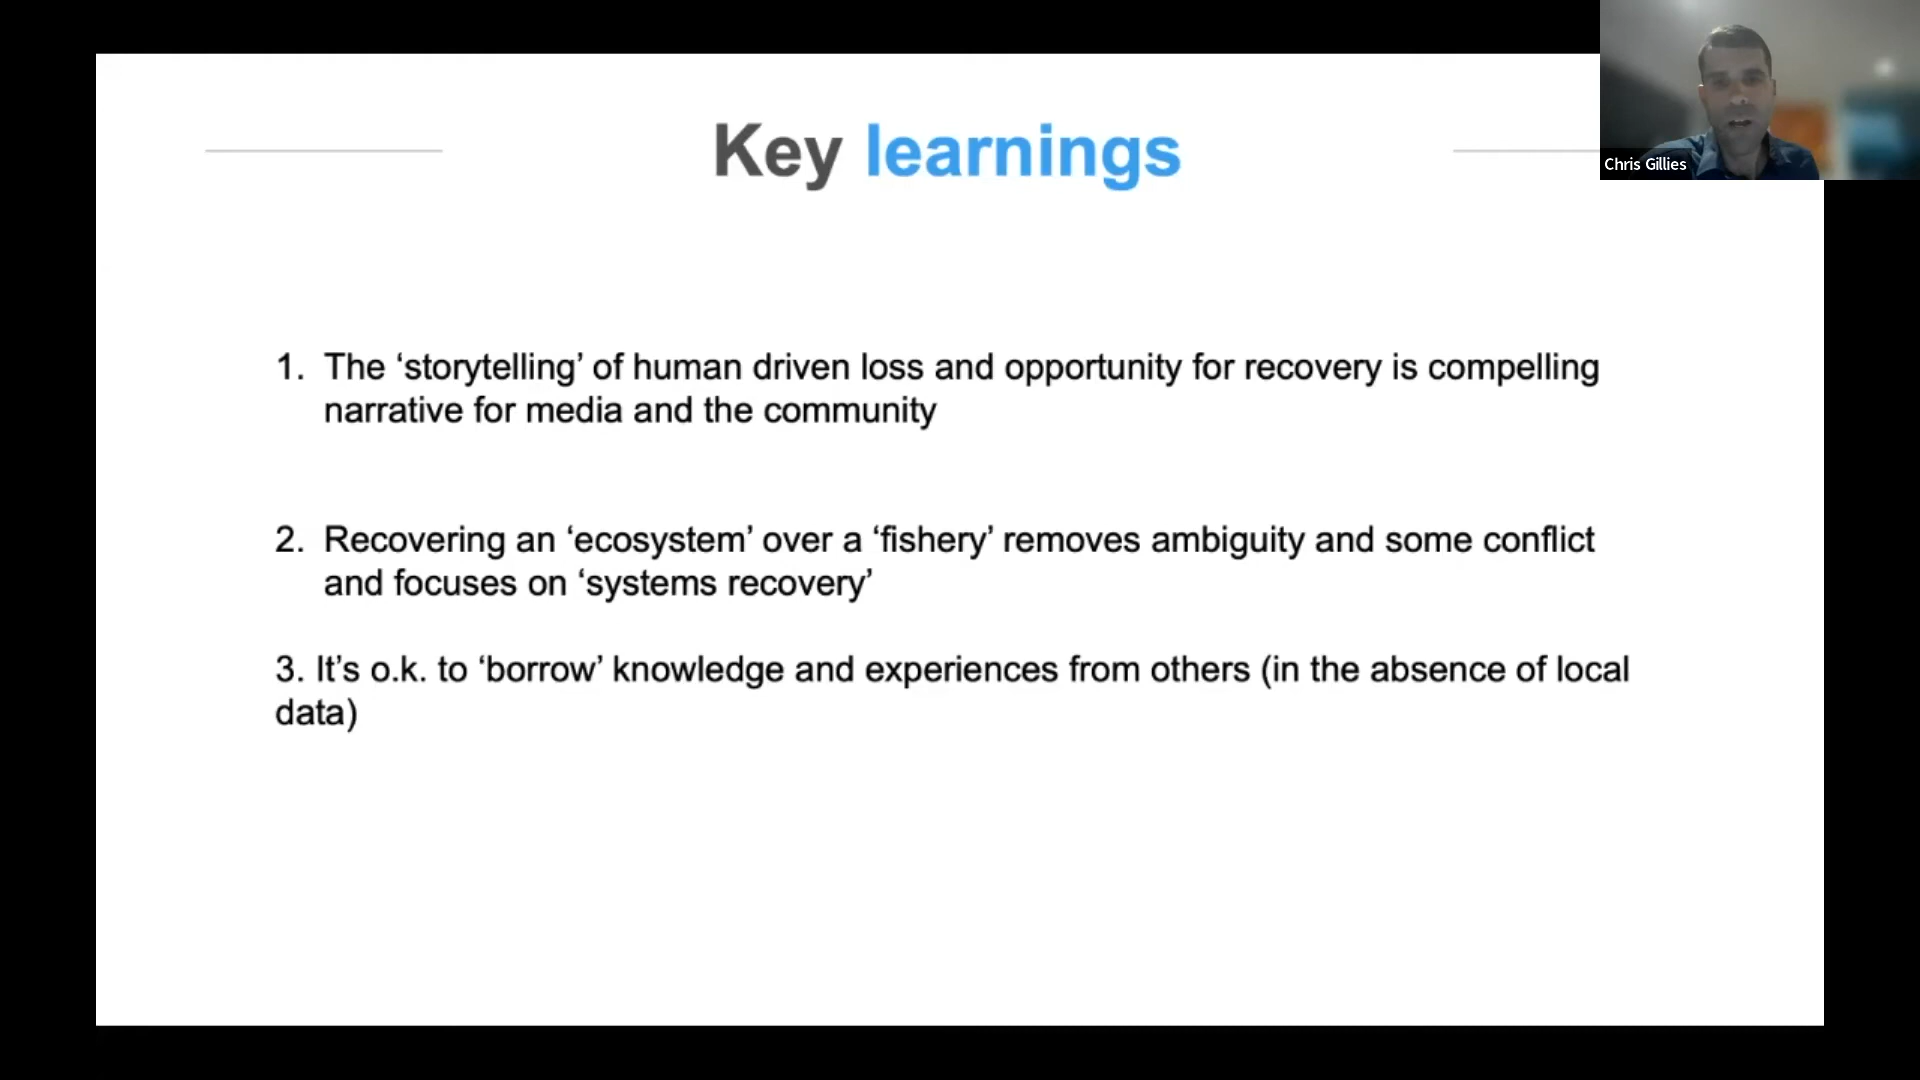 Key learnings
Chris Gillies
1. The ‘storytelling’ of human driven loss and opportunity for recovery is compelling
narrative for media and the community
2. Recovering an ‘ecosystem’ over a ‘fishery’ removes ambiguity and some conflict
and focuses on ‘systems recovery’
3. It’s o.k. to ‘borrow’ knowledge and experiences from others (in the absence of local
data)